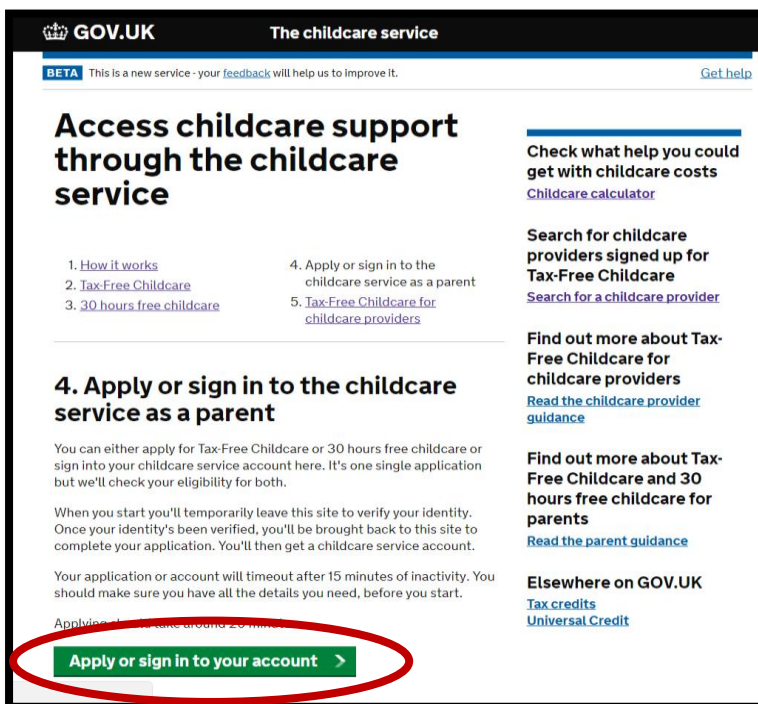 GOV.UK The childcare service
BETA This is a new service - your feedback will help us to improve it. Get help
Access childcare support
through the childcare
service
1. How it works
2. Tax-Free Childcare
3. 30 hours free childcare
4. Apply or sign in to the
childcare service as a parent
5. Tax-Free Childcare for
childcare providers
4. Apply or sign in to the childcare
service as a parent
You can either apply for Tax-Free Childcare or 30 hours free childcare or
sign into your childcare service account here. It's one single application
but we'll check your eligibility for both.
When you start you'll temporarily leave this site to verify your identity.
Once your identity's been verified, you'll be brought back to this site to
complete your application. You'll then get a childcare service account.
Your application or account will timeout after 15 minutes of inactivity. You
should make sure you have all the details you need, before you start.
Applying should take around 20 minutes
Apply or sign in to your account
Check what help you could
get with childcare costs
Childcare calculator
Search for childcare
providers signed up for
Tax-Free Childcare
Search for a childcare provider
Find out more about Tax-
Free Childcare for
childcare providers
Read the childcare provider
guidance
Find out more about Tax-
Free Childcare and 30
hours free childcare for
parents
Read the parent guidance
Elsewhere on GOV.UK
Tax credits
Universal Credit